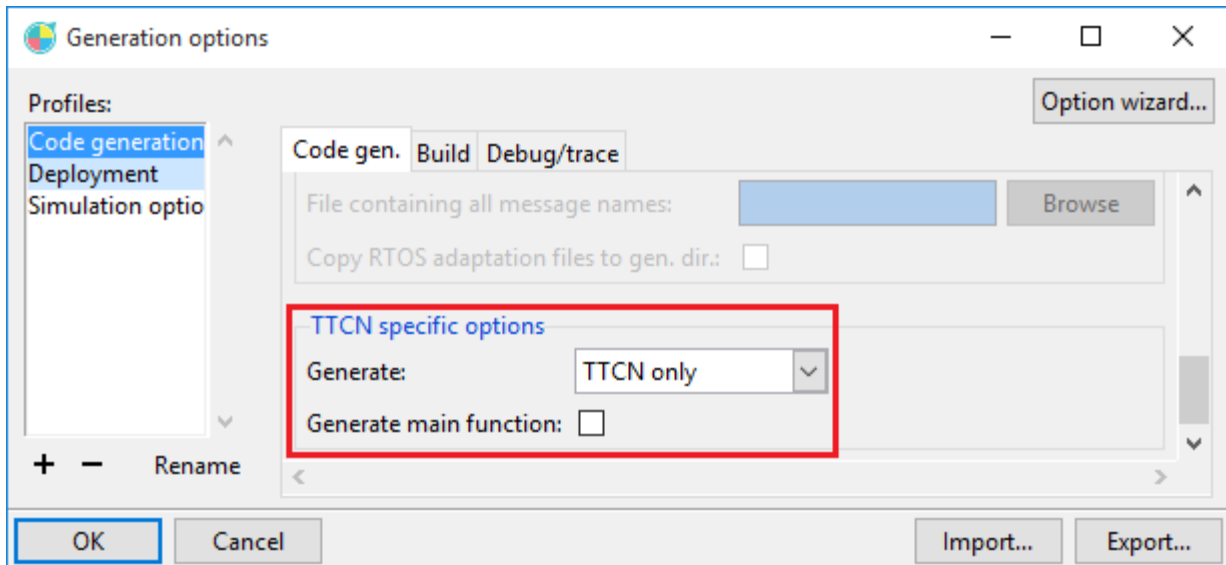 Generation options
Option wizard...
Profiles:
Code generation
Deployment
Simulation optio
Code gen. Build Debug/trace
File containing all message names: Browse
Copy RTOS adaptation files to gen. dir.:
TTCN specific options
Generate: TTCN only
Generate main function:
+ − Rename
OK Cancel Import... Export...